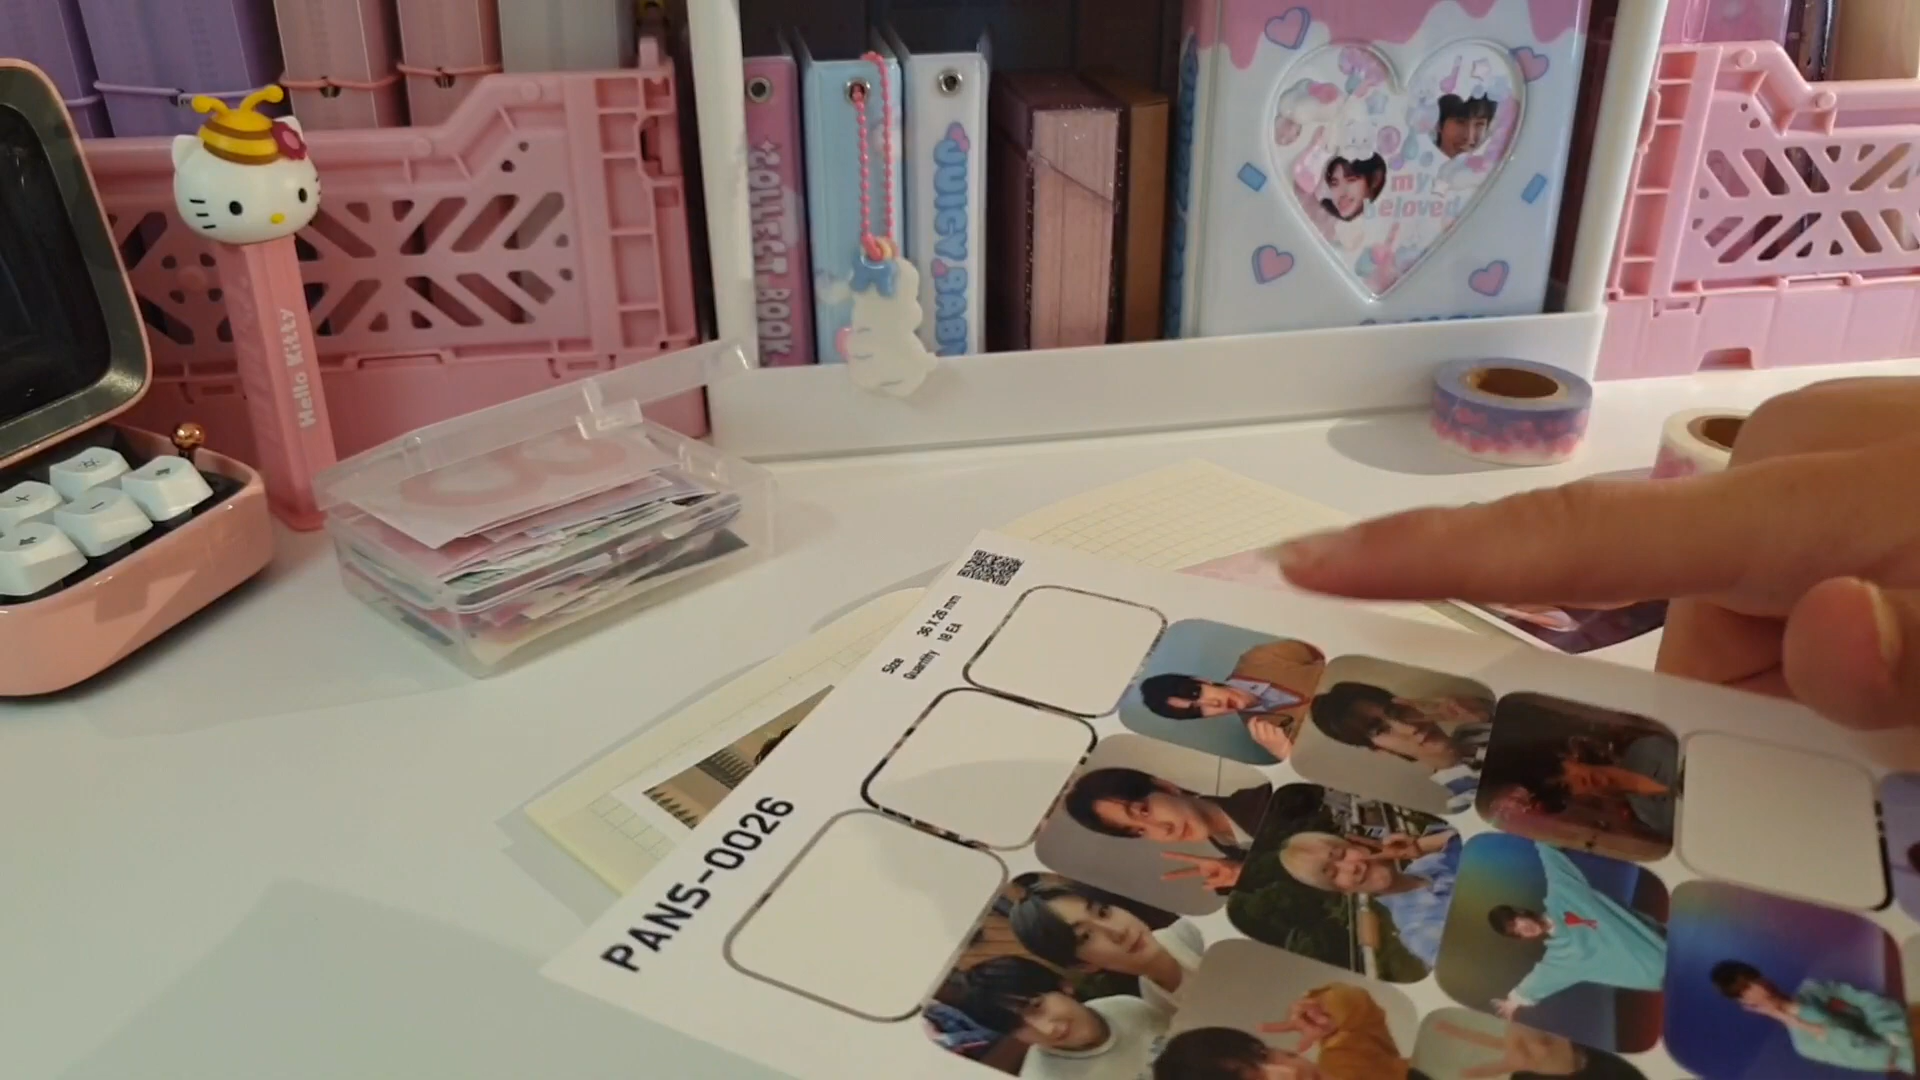 Hello Kitty
COLLECT BOOK
JUICY BABY
my
beloved
Size 36 X 26 mm
Quantity 18 EA
PANS-0026